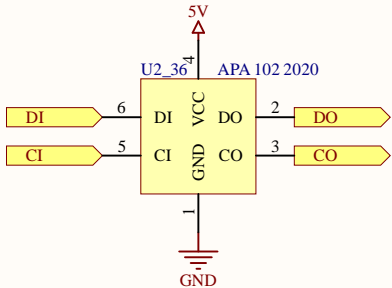 5V
U2_36 APA 102 2020
4
DI 6 DI VCC DO 2 DO
CI 5 CI GND CO 3 CO
1
GND